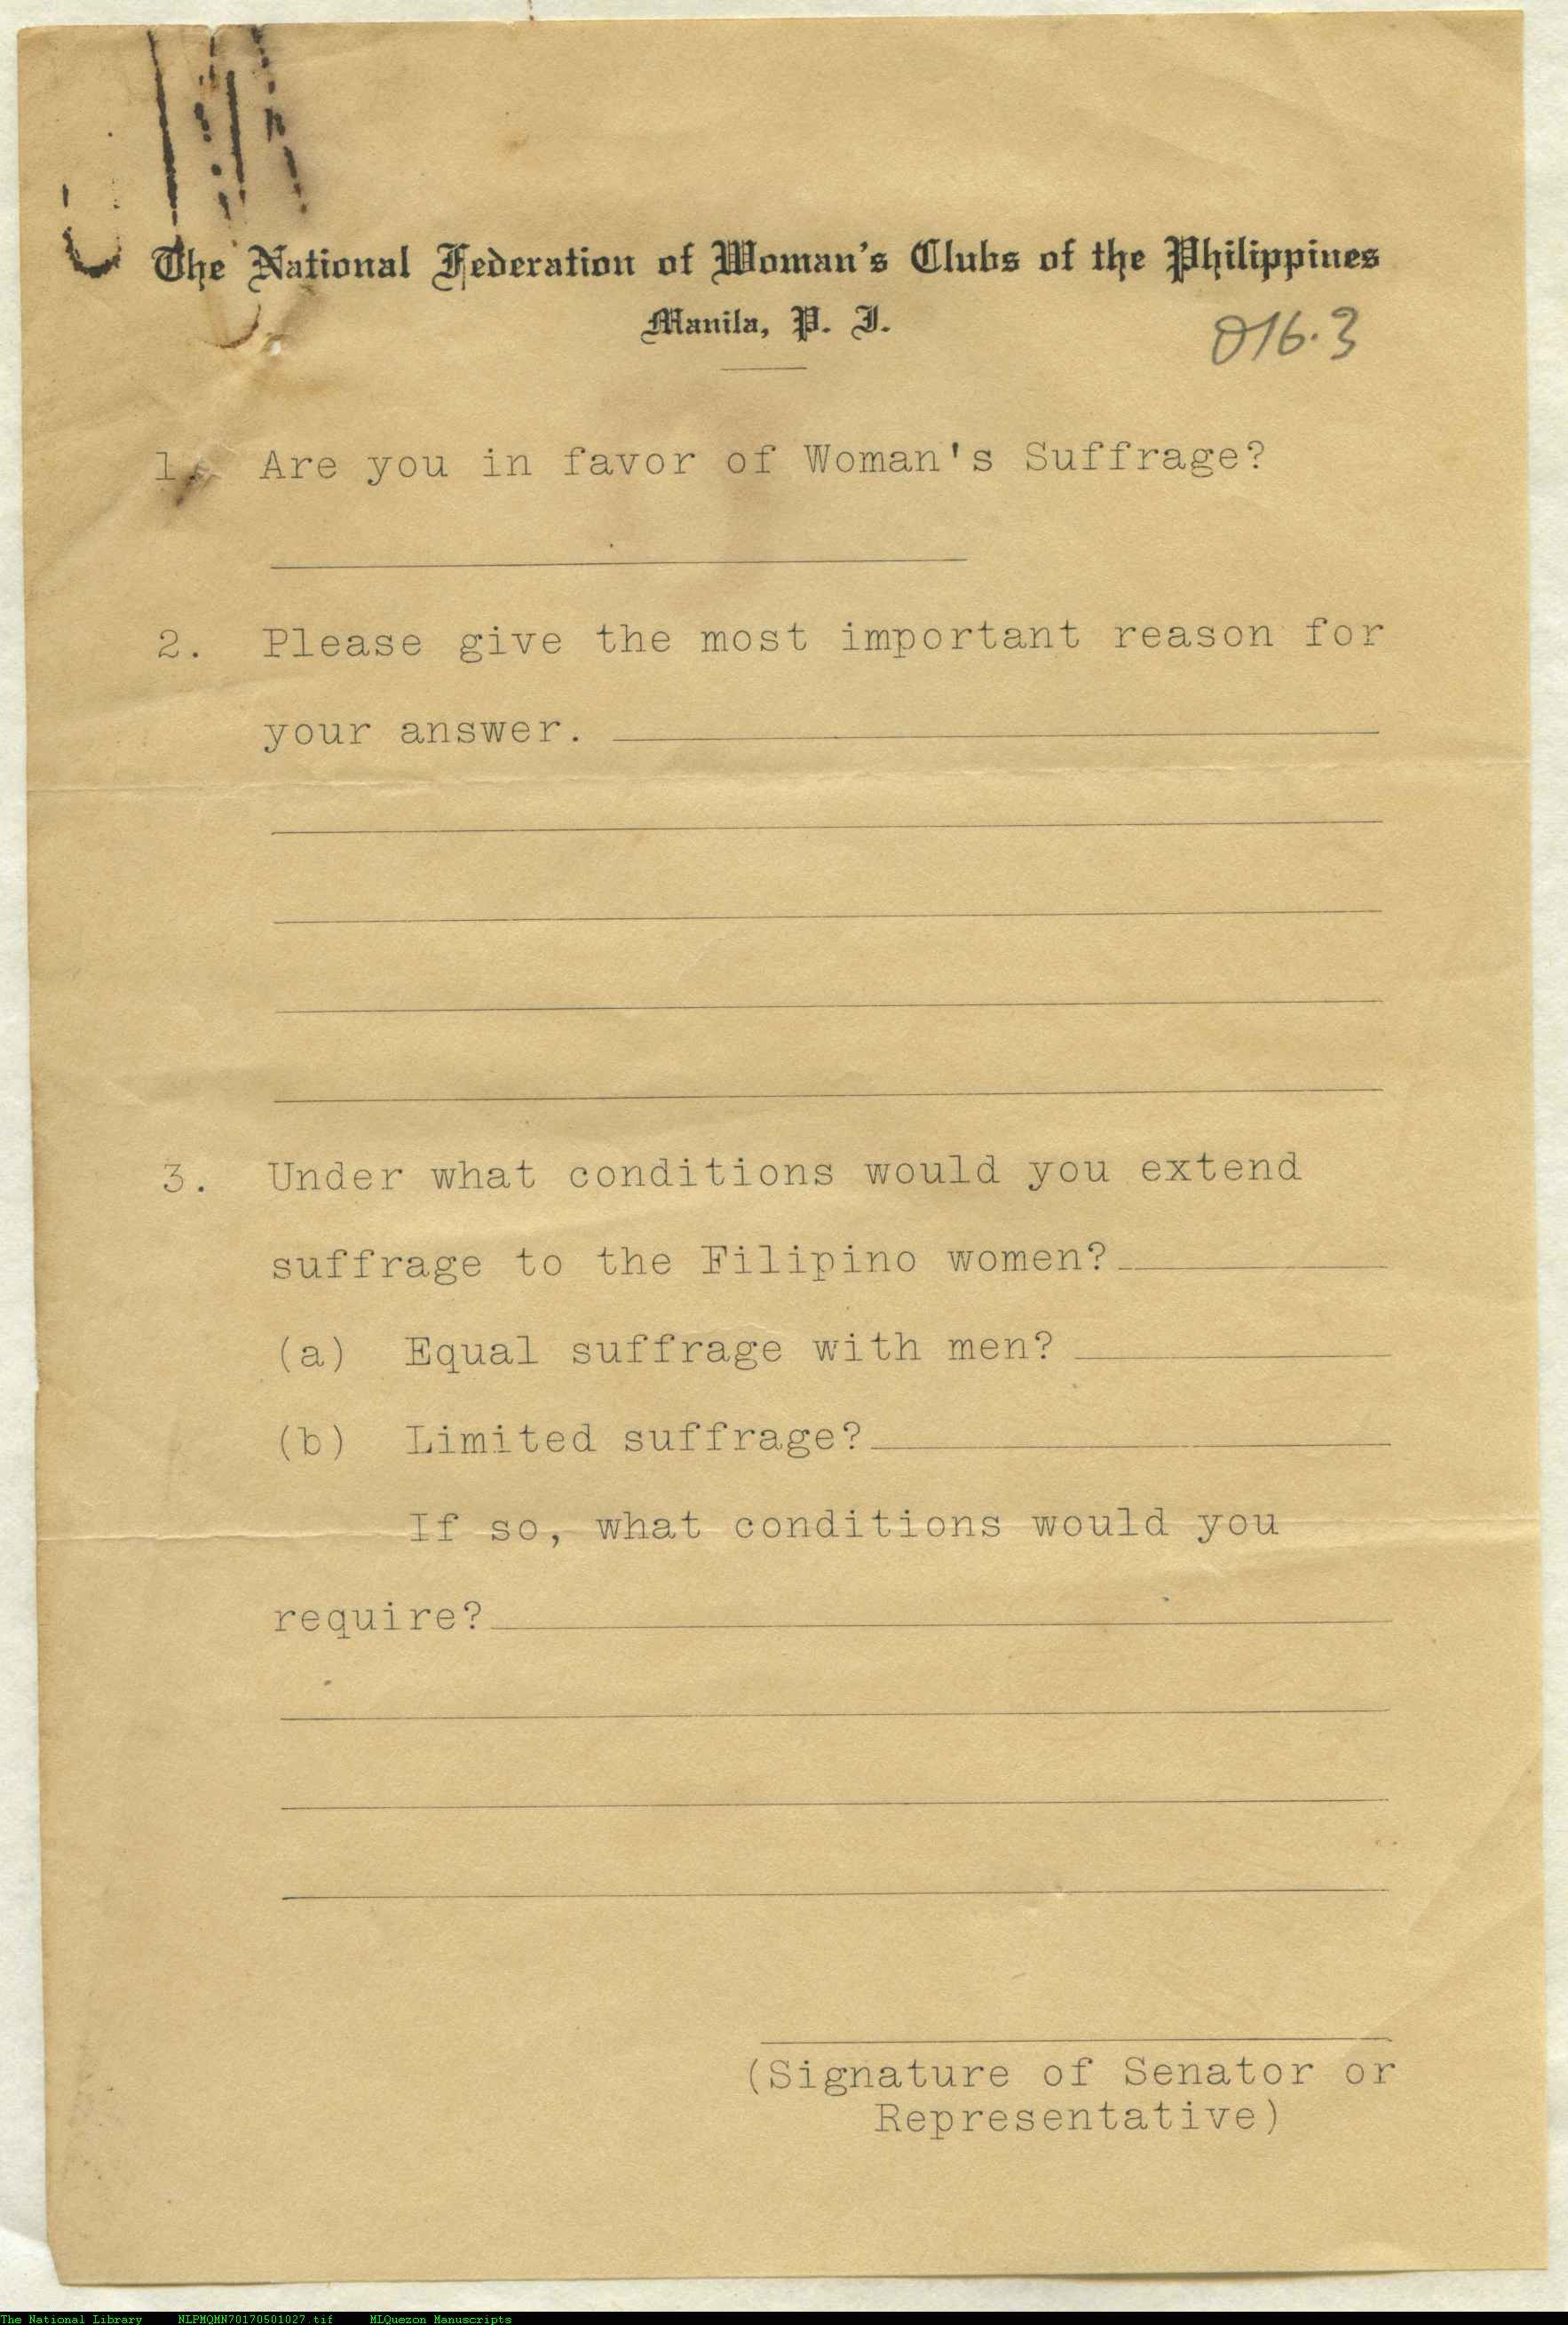 The National Federation of Woman's Clubs of the Philippines
Manila, P. I.
016.3
1. Are you in favor of Woman's Suffrage?
2. Please give the most important reason for
your answer.
3. Under what conditions would you extend
suffrage to the Filipino women?
(a) Equal suffrage with men?
(b) Limited suffrage?
If so, what conditions would you
require?
(Signature of Senator or
Representative)
The National Library NLPMQMN70170501027.tif MLQuezon Manuscripts